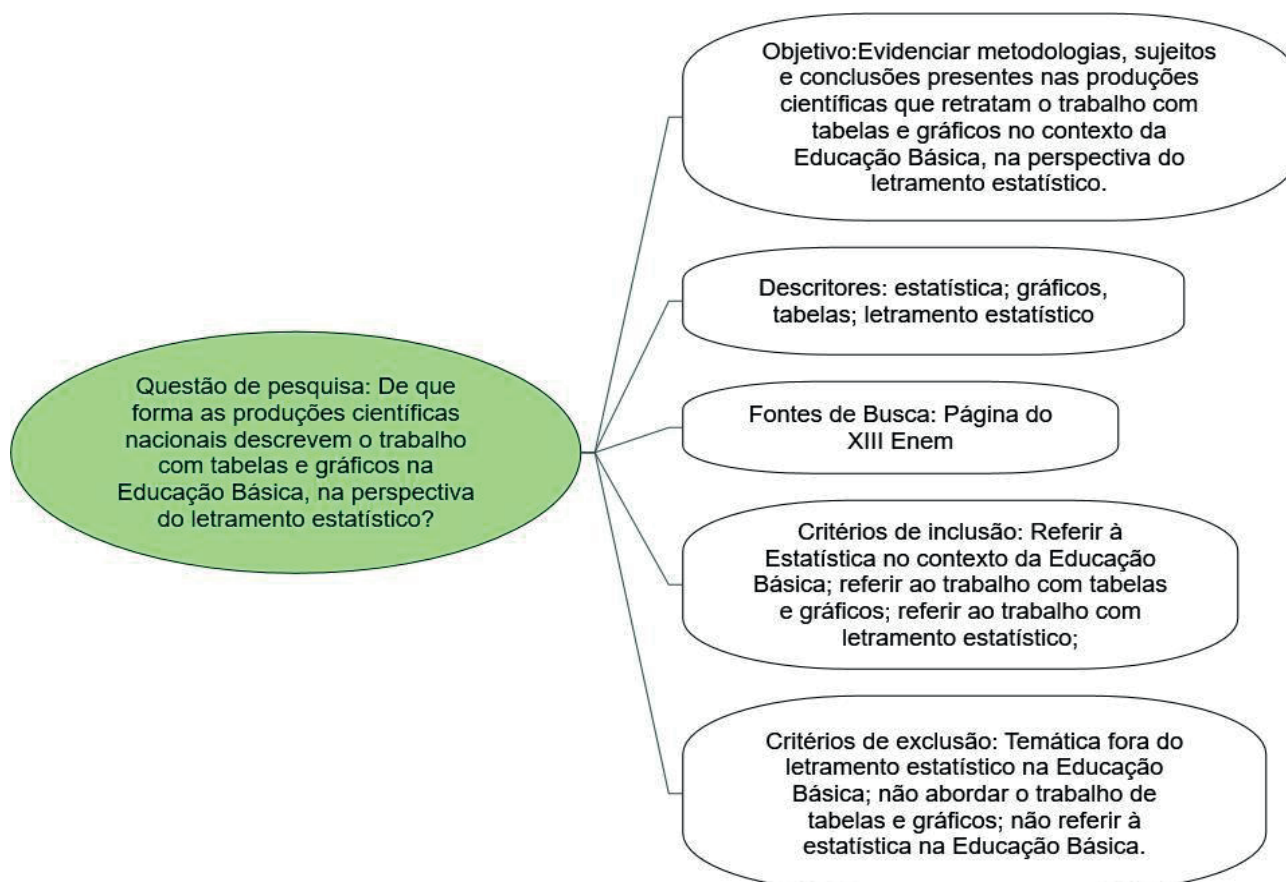 Objetivo:Evidenciar metodologias, sujeitos
e conclusões presentes nas produções
científicas que retratam o trabalho com
tabelas e gráficos no contexto da
Educação Básica, na perspectiva do
letramento estatístico.
Descritores: estatística; gráficos,
tabelas; letramento estatístico
Questão de pesquisa: De que
forma as produções científicas
nacionais descrevem o trabalho
com tabelas e gráficos na
Educação Básica, na perspectiva
do letramento estatístico?
Fontes de Busca: Página do
XIII Enem
Critérios de inclusão: Referir à
Estatística no contexto da Educação
Básica; referir ao trabalho com tabelas
e gráficos; referir ao trabalho com
letramento estatístico;
Critérios de exclusão: Temática fora do
letramento estatístico na Educação
Básica; não abordar o trabalho de
tabelas e gráficos; não referir à
estatística na Educação Básica.